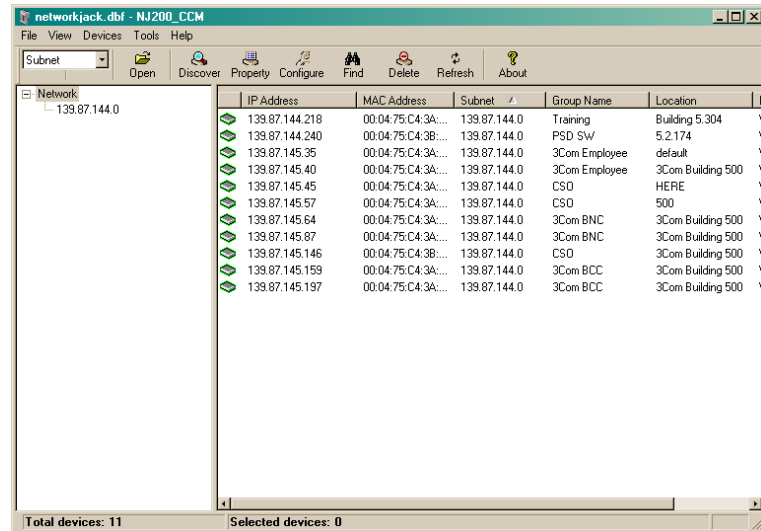 networkjack.dbf - NJ200_CCM
File View Devices Tools Help
Subnet Open Discover Property Configure Find Delete Refresh About
Network
139.87.144.0
IP Address MAC Address Subnet Group Name Location
139.87.144.218 00:04:75:C4:3A:... 139.87.144.0 Training Building 5.304
139.87.144.240 00:04:75:C4:3B:... 139.87.144.0 PSD SW 5.2.174
139.87.145.35 00:04:75:C4:3A:... 139.87.144.0 3Com Employee default
139.87.145.40 00:04:75:C4:3A:... 139.87.144.0 3Com Employee 3Com Building 500
139.87.145.45 00:04:75:C4:3A:... 139.87.144.0 CSO HERE
139.87.145.57 00:04:75:C4:3A:... 139.87.144.0 CSO 500
139.87.145.64 00:04:75:C4:3A:... 139.87.144.0 3Com BNC 3Com Building 500
139.87.145.87 00:04:75:C4:3A:... 139.87.144.0 3Com BNC 3Com Building 500
139.87.145.146 00:04:75:C4:3B:... 139.87.144.0 CSO 3Com Building 500
139.87.145.159 00:04:75:C4:3A:... 139.87.144.0 3Com BCC 3Com Building 500
139.87.145.197 00:04:75:C4:3A:... 139.87.144.0 3Com BCC 3Com Building 500
Total devices: 11 Selected devices: 0